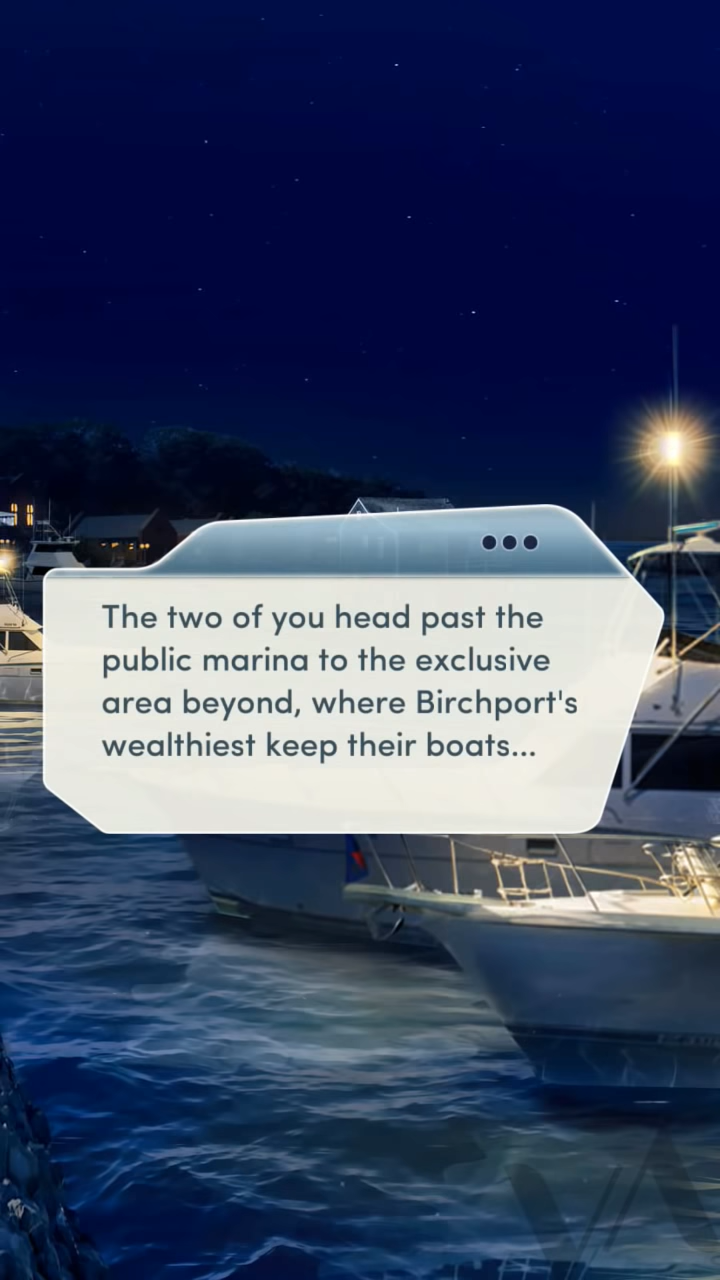 The two of you head past the
public marina to the exclusive
area beyond, where Birchport's
wealthiest keep their boats...